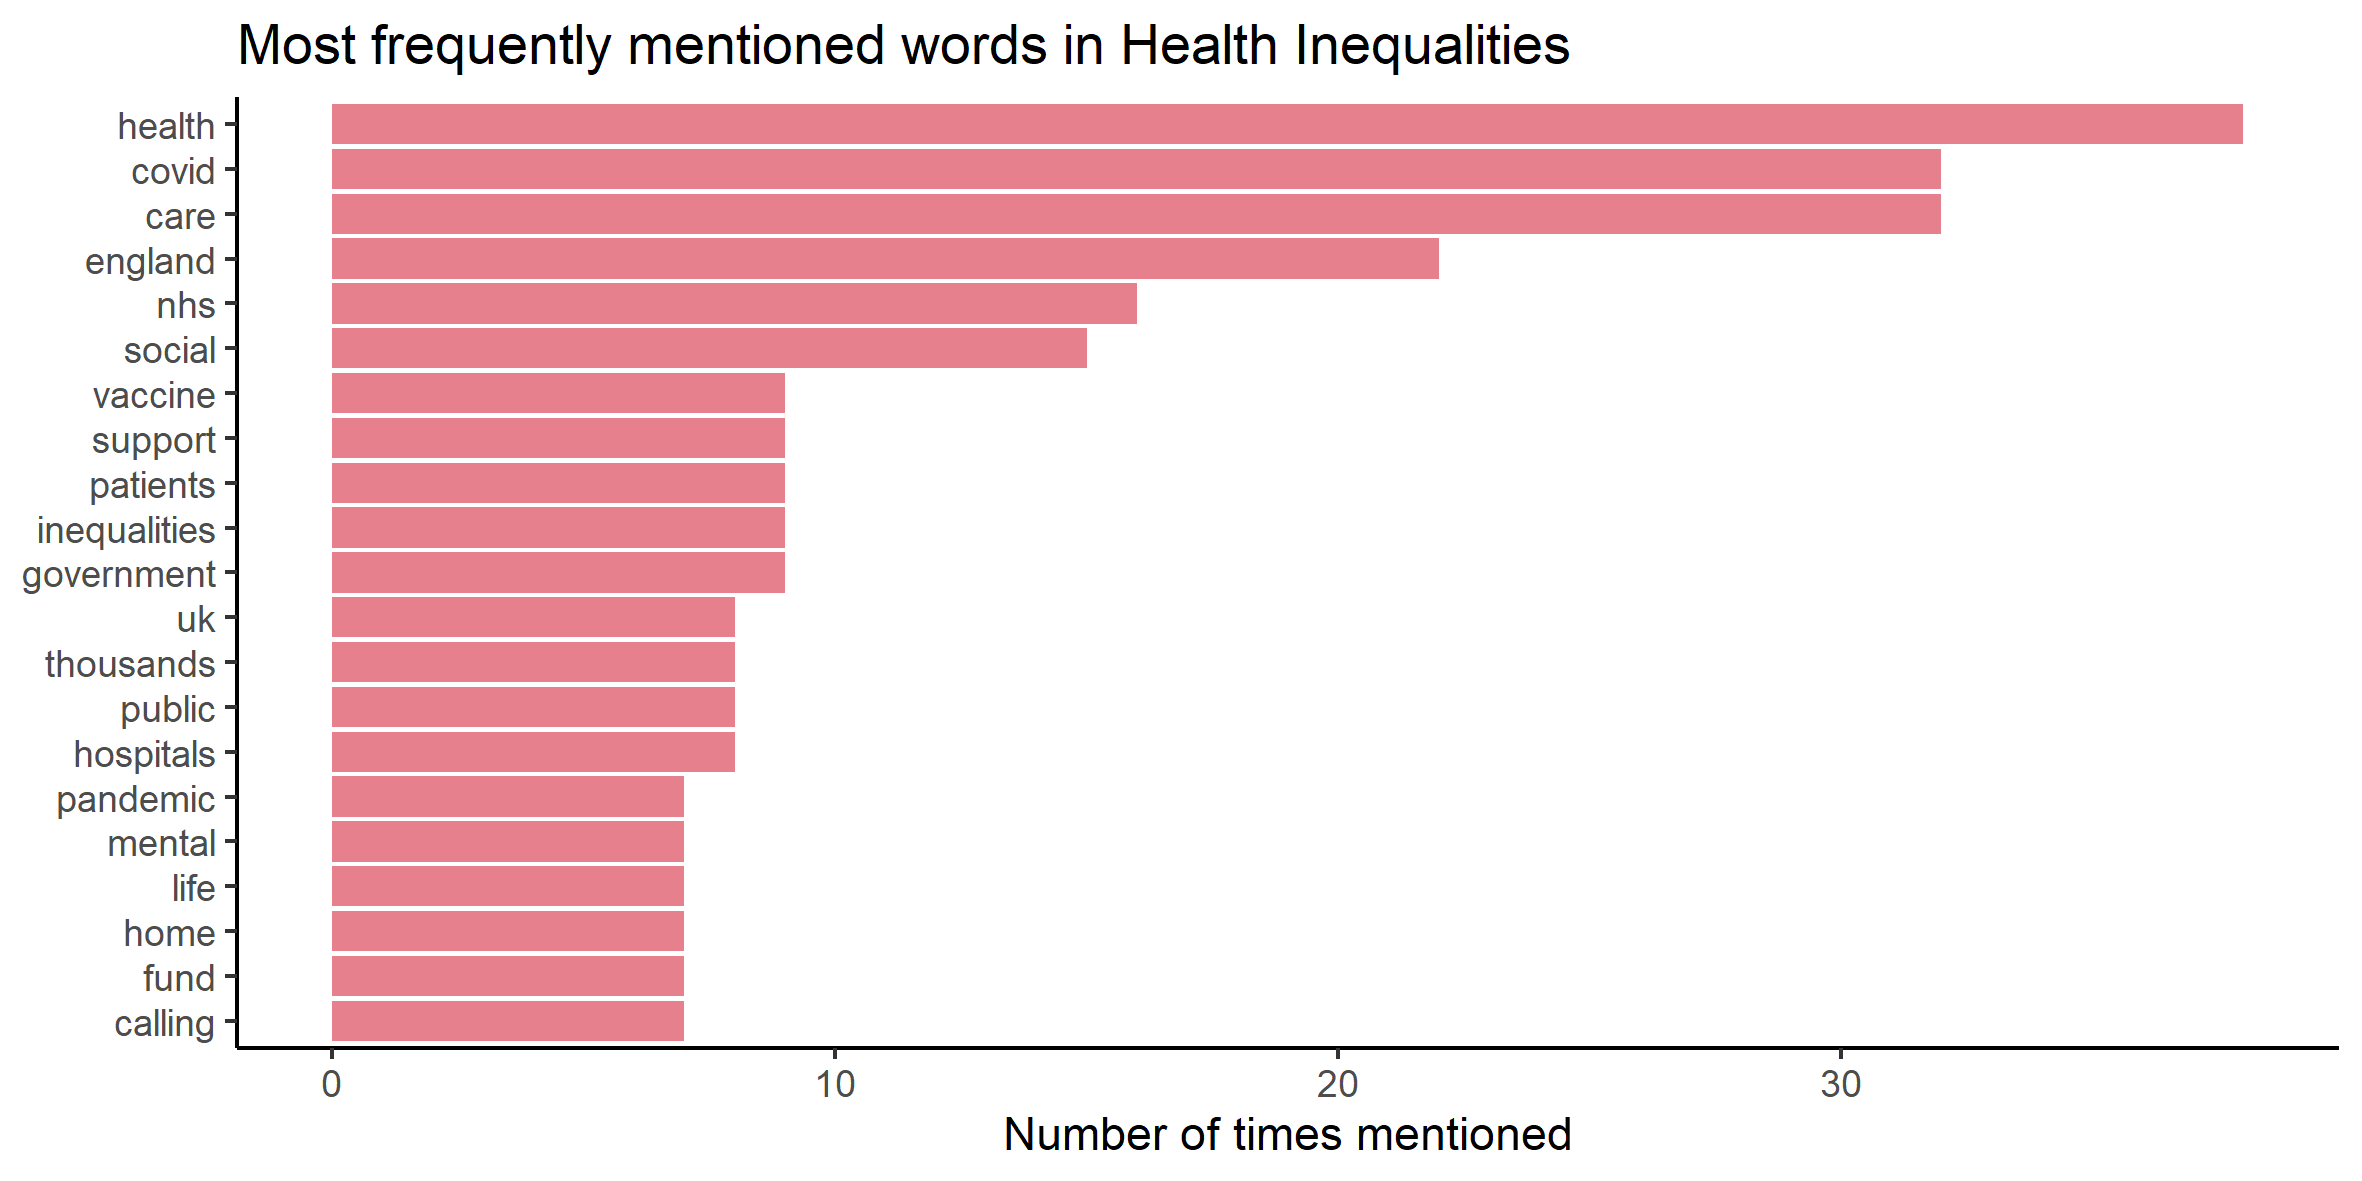 Most frequently mentioned words in Health Inequalities
health
covid
care
england
nhs
social
vaccine
support
patients
inequalities
government
uk
thousands
public
hospitals
pandemic
mental
life
home
fund
calling
0 10 20 30
Number of times mentioned